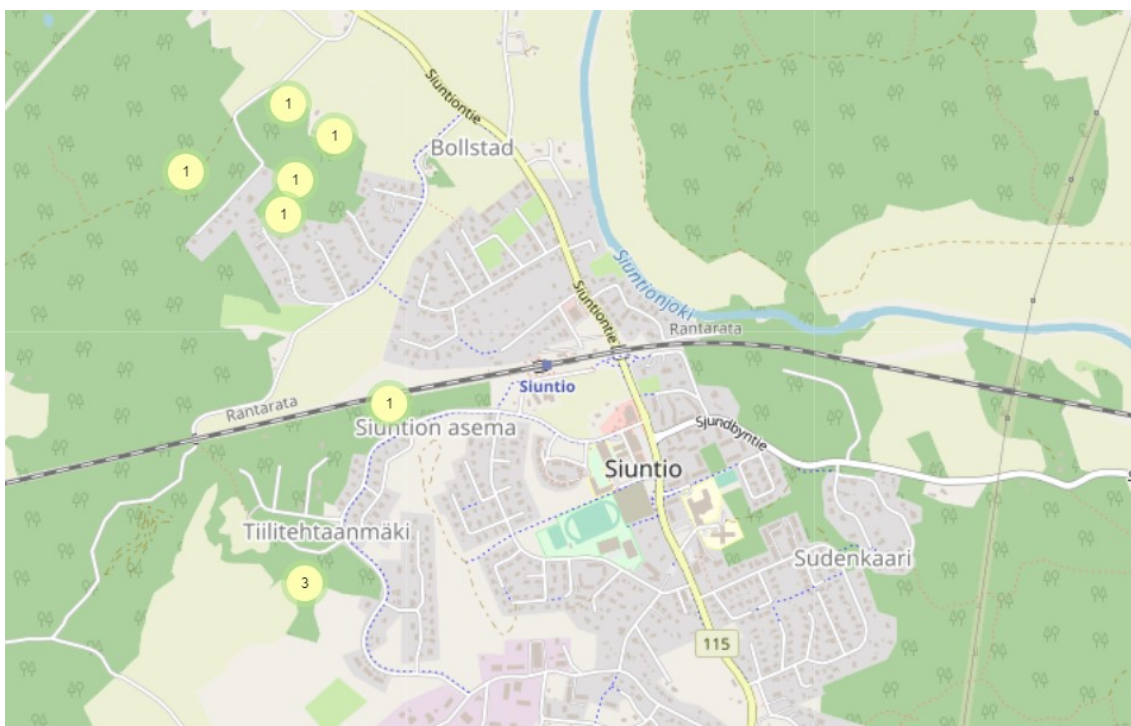 Siuntiontie
1
1
Bollstad
1
1
1
Siuntionjoki
Siuntiontie
Rantarata
Siuntio
Rantarata
1
Siuntion asema
Sjundbyntie
Siuntio
Tiilitehtaanmäki
Sudenkaari
3
115